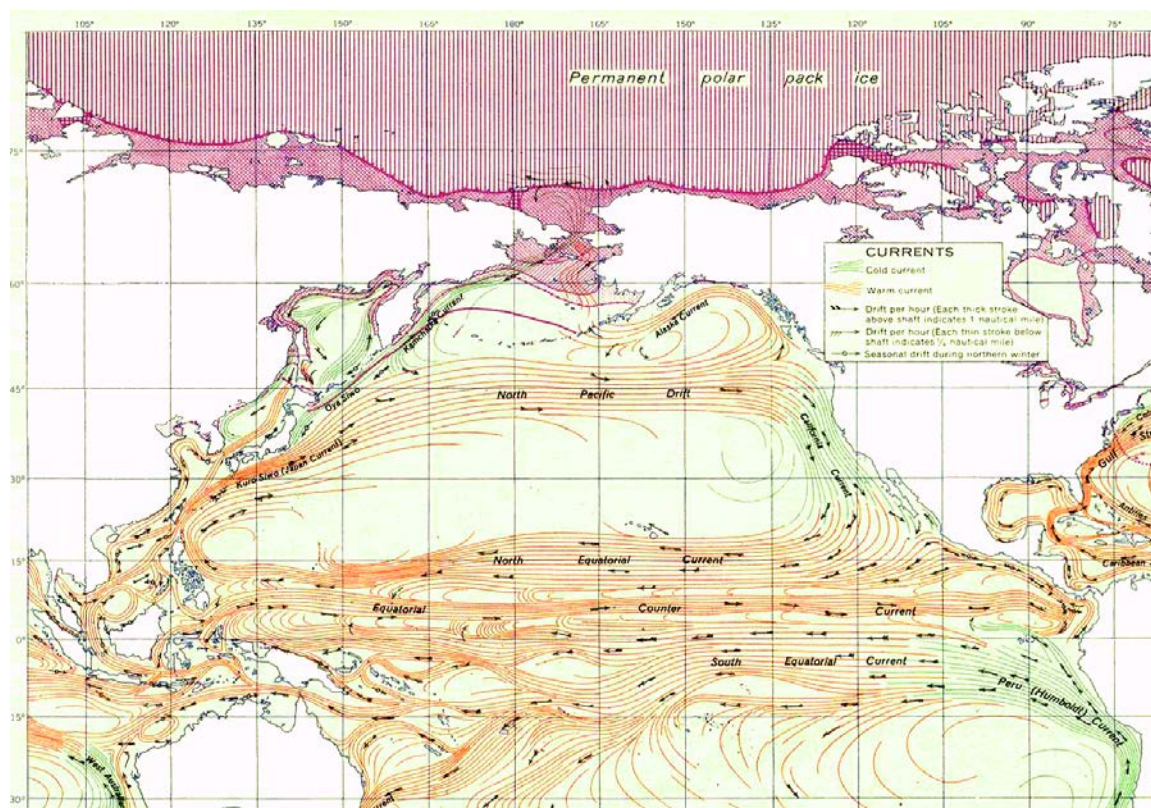 105° 120° 135° 150° 165° 180° 165° 150° 135° 120° 105° 90° 75°
Permanent polar pack ice
75°
CURRENTS
Cold current
Warm current
Drift per hour (Each thick stroke
above shaft indicates 1 nautical mile)
Drift per hour (Each thin stroke below
shaft indicates ¼ nautical mile)
Seasonal drift during northern winter
60°
Alaska Current
Kamchatka Current
45°
Oya Siwo
North Pacific Drift
California
Current
Kuro Siwo (Japan Current)
Gulf
30°
Antilles
15°
North Equatorial Current
Caribbean
Equatorial Counter Current
0°
South Equatorial Current
Peru (Humboldt) Current
15°
West Austral
30°